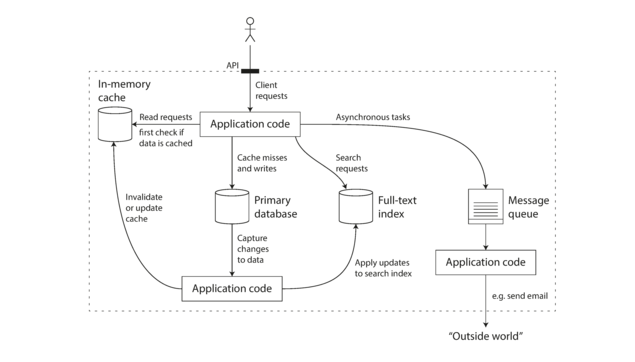 API
Client
requests
In-memory
cache
Read requests
first check if
data is cached
Application code
Asynchronous tasks
Cache misses
and writes
Search
requests
Invalidate
or update
cache
Primary
database
Full-text
index
Message
queue
Capture
changes
to data
Apply updates
to search index
Application code
Application code
e.g. send email
“Outside world”